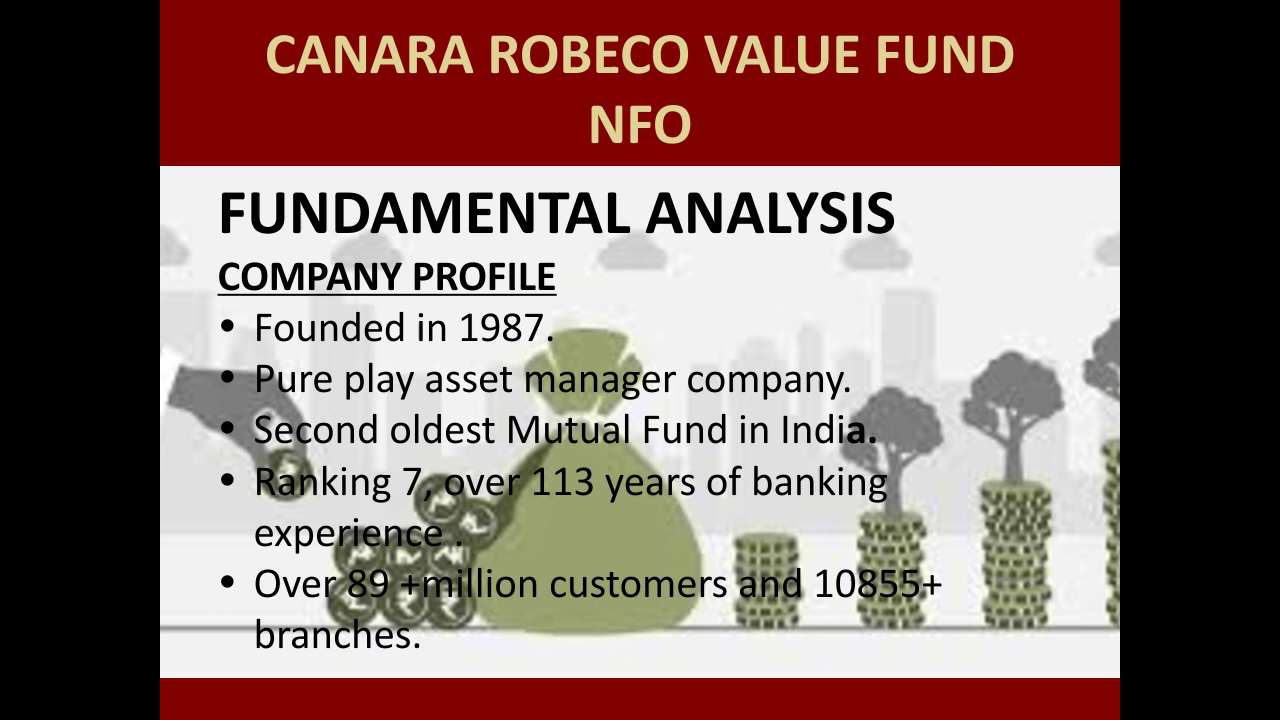 CANARA ROBECO VALUE FUND
NFO
FUNDAMENTAL ANALYSIS
COMPANY PROFILE
• Founded in 1987.
• Pure play asset manager company.
• Second oldest Mutual Fund in India.
• Ranking 7, over 113 years of banking
experience .
• Over 89 +million customers and 10855+
branches.